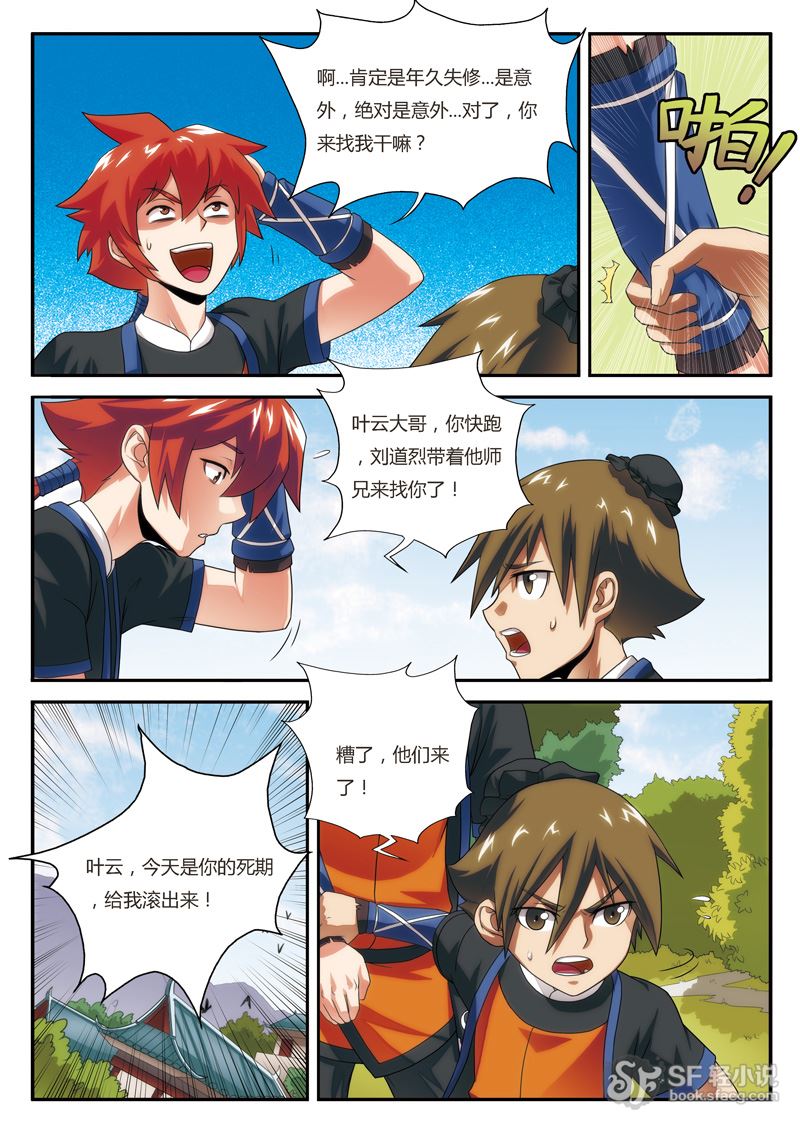 啊...肯定是年久失修...是意
外，绝对是意外...对了，你
来找我干嘛？
啪！
叶云大哥，你快跑
，刘道烈带着他师
兄来找你了！
糟了，他们来
了！
叶云，今天是你的死期
，给我滚出来！
SF轻小说
book.sfacg.com